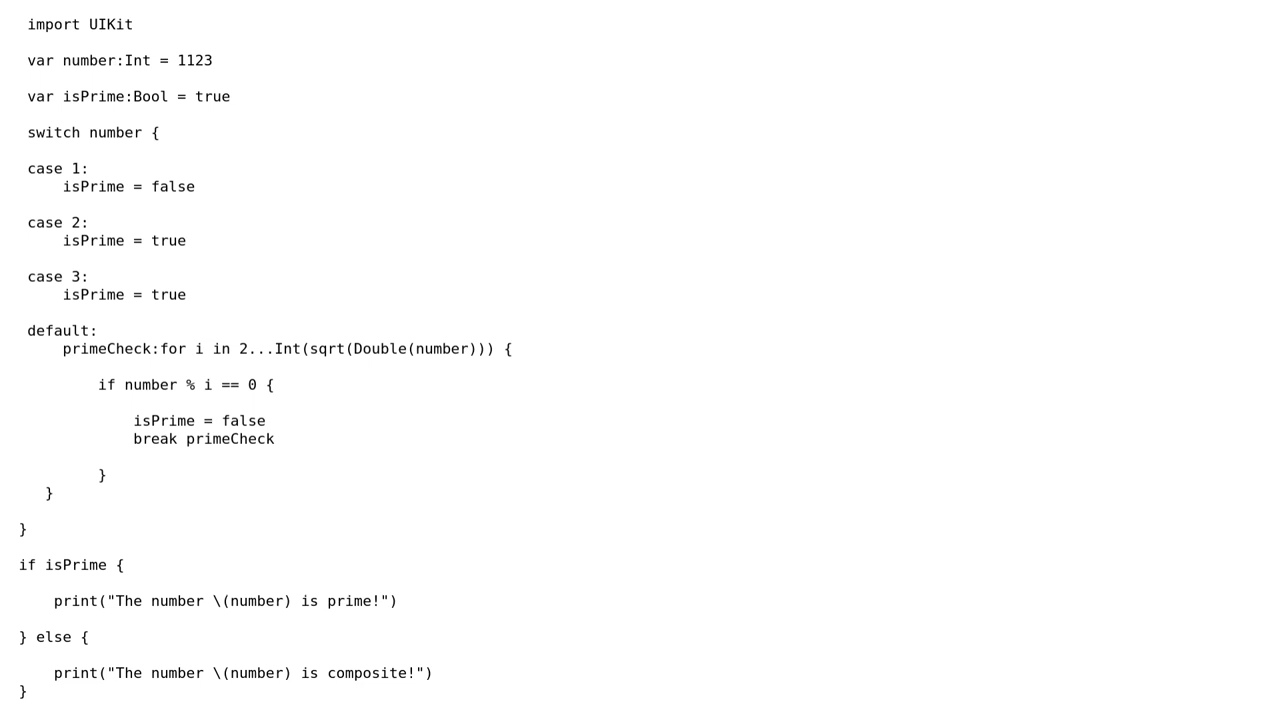 import UIKit
var number:Int = 1123
var isPrime:Bool = true
switch number {
case 1:
isPrime = false
case 2:
isPrime = true
case 3:
isPrime = true
default:
primeCheck:for i in 2...Int(sqrt(Double(number))) {
if number % i == 0 {
isPrime = false
break primeCheck
}
}
}
if isPrime {
print("The number \(number) is prime!")
} else {
print("The number \(number) is composite!")
}